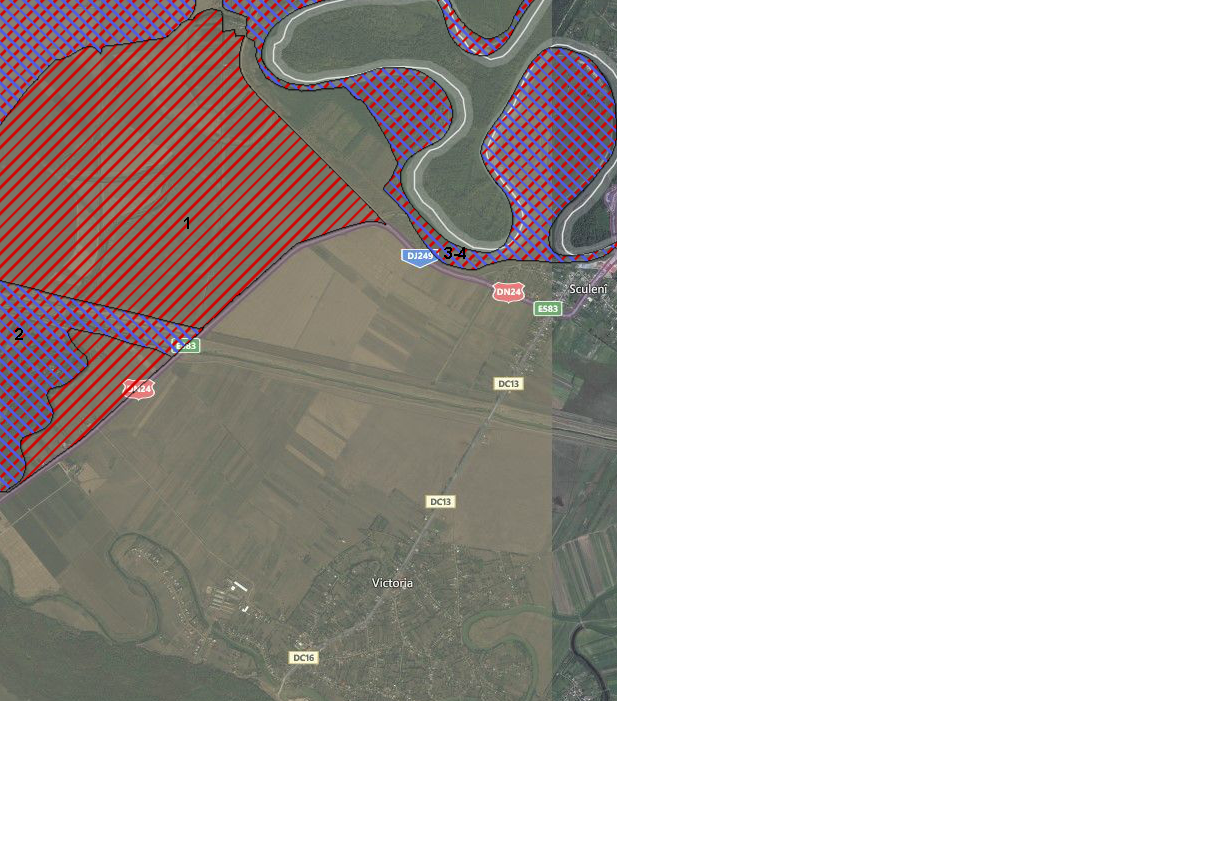 1
DJ249
3-4
Sculeni
DN24
E583
2
E583
DN24
DC13
DC13
Victoria
DC16